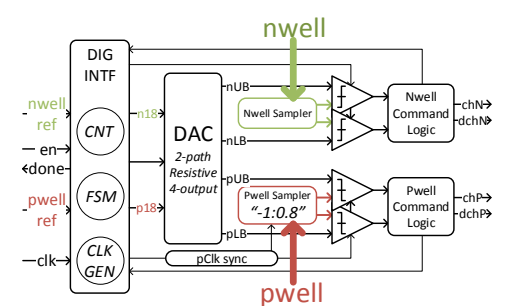 nwell
DIG
INTF
nwell
ref
CNT
en
done
FSM
pwell
ref
clk
CLK
GEN
n18
p18
DAC
2-path
Resistive
4-output
nUB
nLB
pUB
pLB
Nwell Sampler
Pwell Sampler
“-1:0.8”
pClk sync
Nwell
Command
Logic
chN
dchN
Pwell
Command
Logic
chP
dchP
pwell